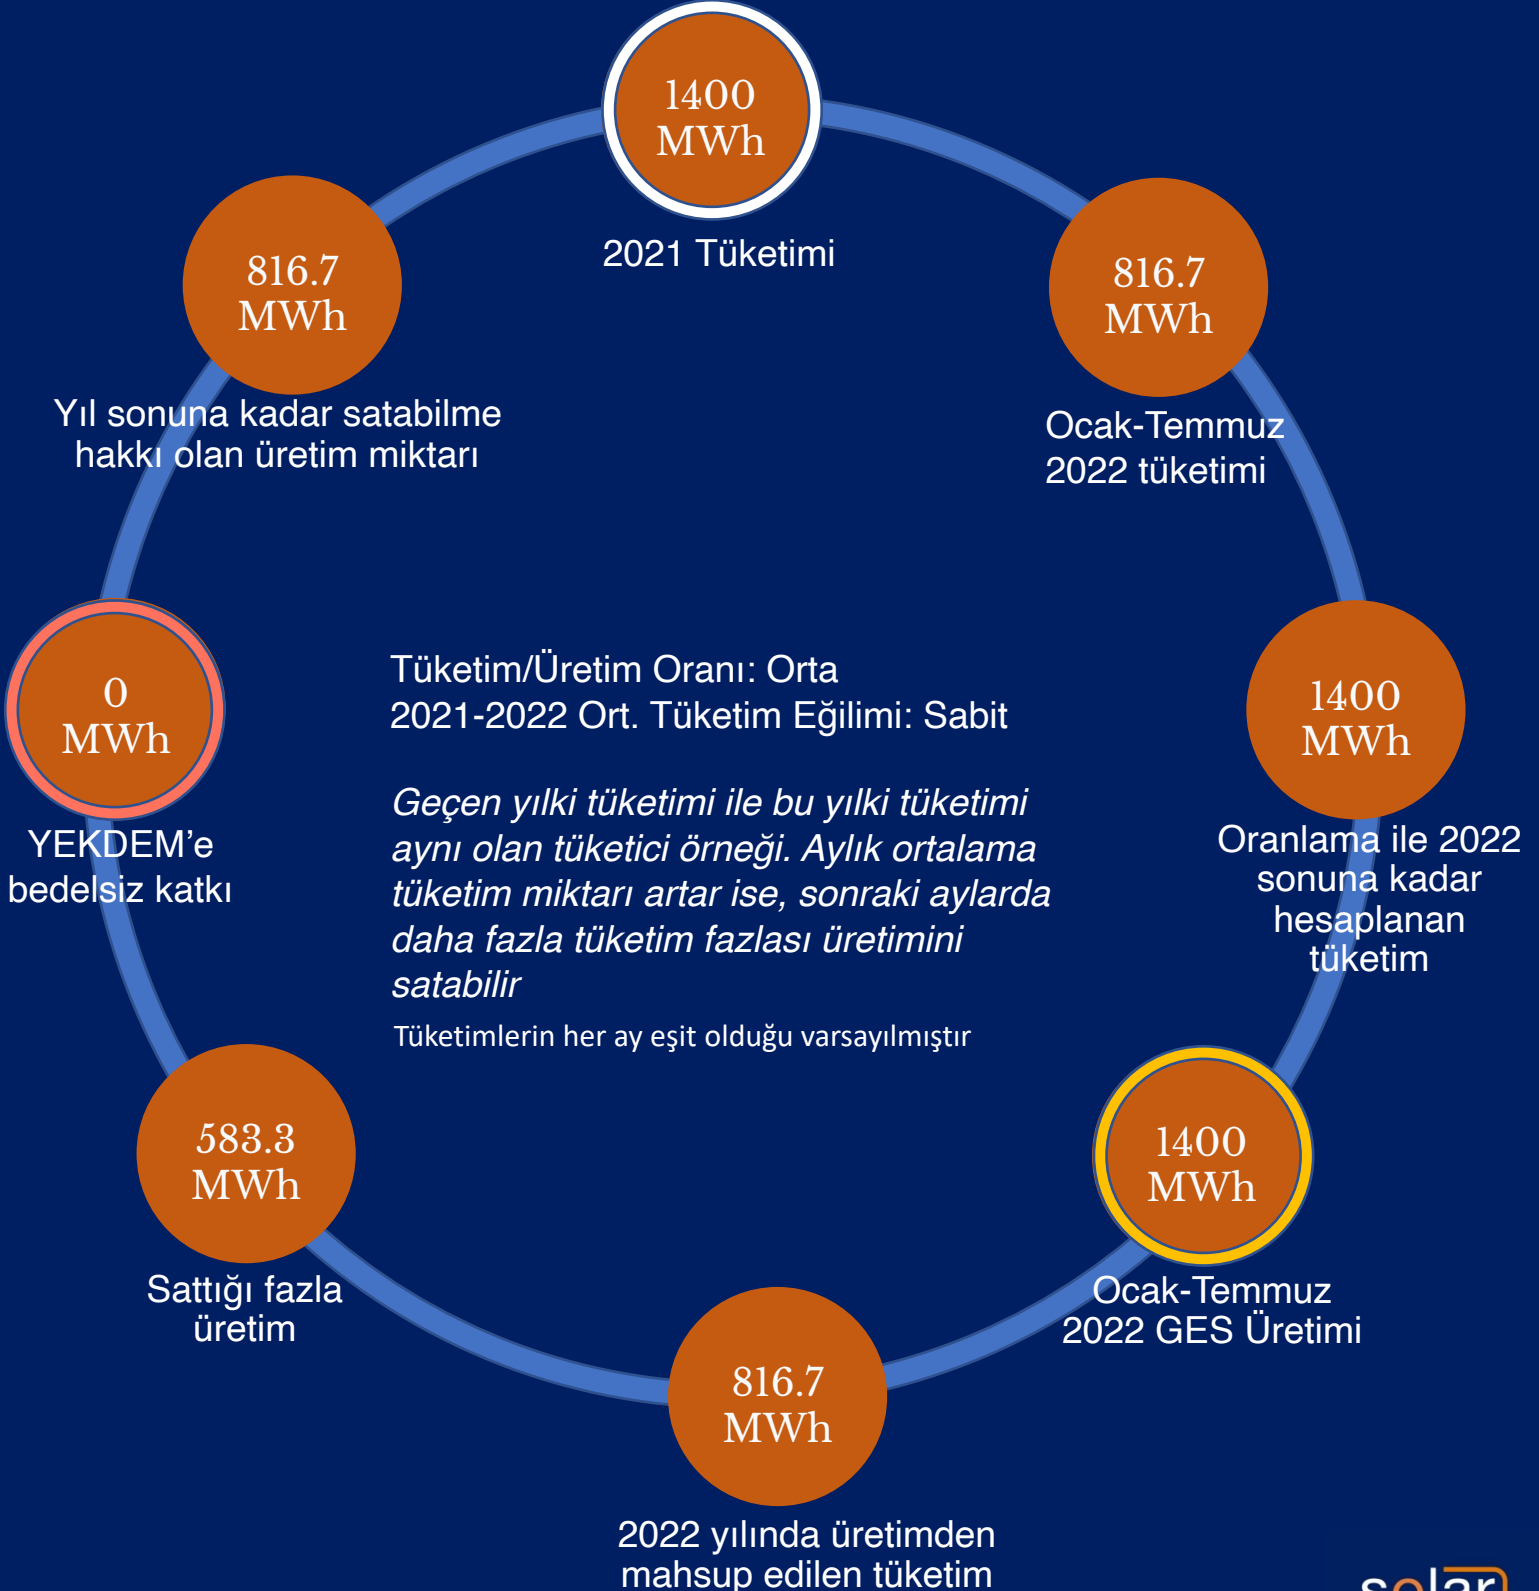 1400
MWh
2021 Tüketimi
816.7
MWh
Ocak-Temmuz
2022 tüketimi
1400
MWh
Oranlama ile 2022
sonuna kadar
hesaplanan
tüketim
1400
MWh
Ocak-Temmuz
2022 GES Üretimi
816.7
MWh
2022 yılında üretimden
mahsup edilen tüketim
583.3
MWh
Sattığı fazla
üretim
0
MWh
YEKDEM’e
bedelsiz katkı
816.7
MWh
Yıl sonuna kadar satabilme
hakkı olan üretim miktarı
Tüketim/Üretim Oranı: Orta
2021-2022 Ort. Tüketim Eğilimi: Sabit
Geçen yılki tüketimi ile bu yılki tüketimi
aynı olan tüketici örneği. Aylık ortalama
tüketim miktarı artar ise, sonraki aylarda
daha fazla tüketim fazlası üretimini
satabilir
Tüketimlerin her ay eşit olduğu varsayılmıştır
solar